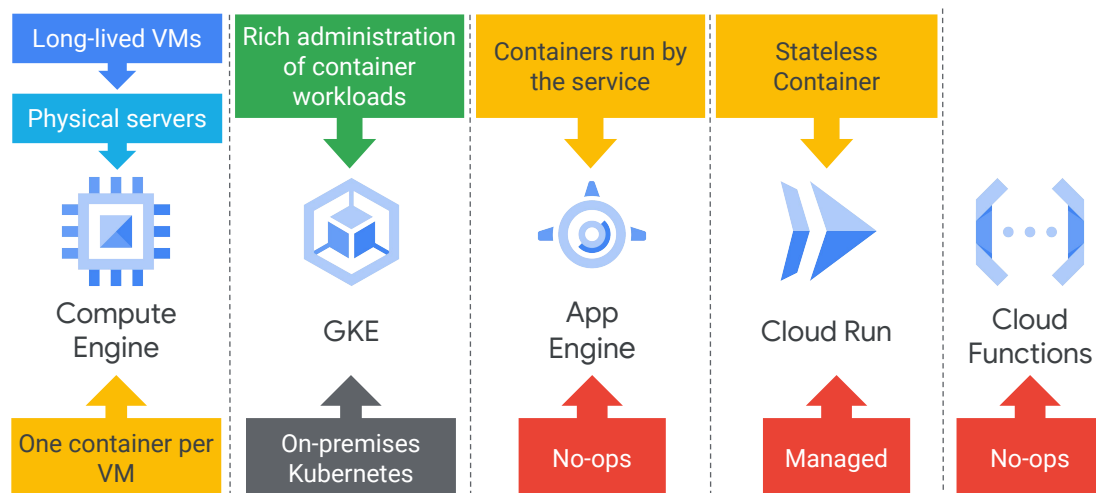 Long-lived VMs
Physical servers
Compute
Engine
One container per
VM
Rich administration
of container
workloads
GKE
On-premises
Kubernetes
Containers run by
the service
App
Engine
No-ops
Stateless
Container
Cloud Run
Managed
Cloud
Functions
No-ops